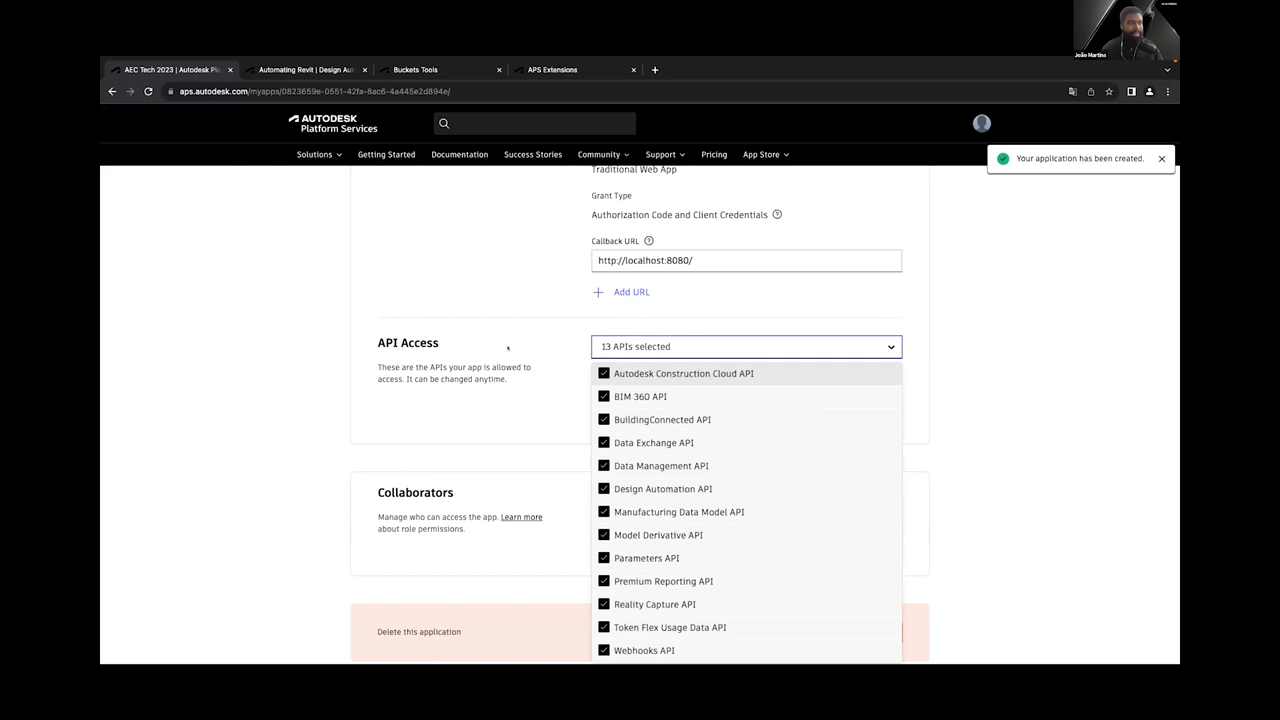 AUTODESK
João Martins
AEC Tech 2023 | Autodesk Pl
Automating Revit | Design Au
Buckets Tools
APS Extensions
aps.autodesk.com/myapps/0823659e-0551-42fa-8ac6-4a445e2d894e/
AUTODESK
Platform Services
Solutions
Getting Started
Documentation
Success Stories
Community
Support
Pricing
App Store
Your application has been created.
Traditional Web App
Grant Type
Authorization Code and Client Credentials
Callback URL
http://localhost:8080/
Add URL
API Access
These are the APIs your app is allowed to
access. It can be changed anytime.
13 APIs selected
Autodesk Construction Cloud API
BIM 360 API
BuildingConnected API
Data Exchange API
Data Management API
Design Automation API
Manufacturing Data Model API
Model Derivative API
Parameters API
Premium Reporting API
Reality Capture API
Token Flex Usage Data API
Webhooks API
Collaborators
Manage who can access the app. Learn more
about role permissions.
Delete this application